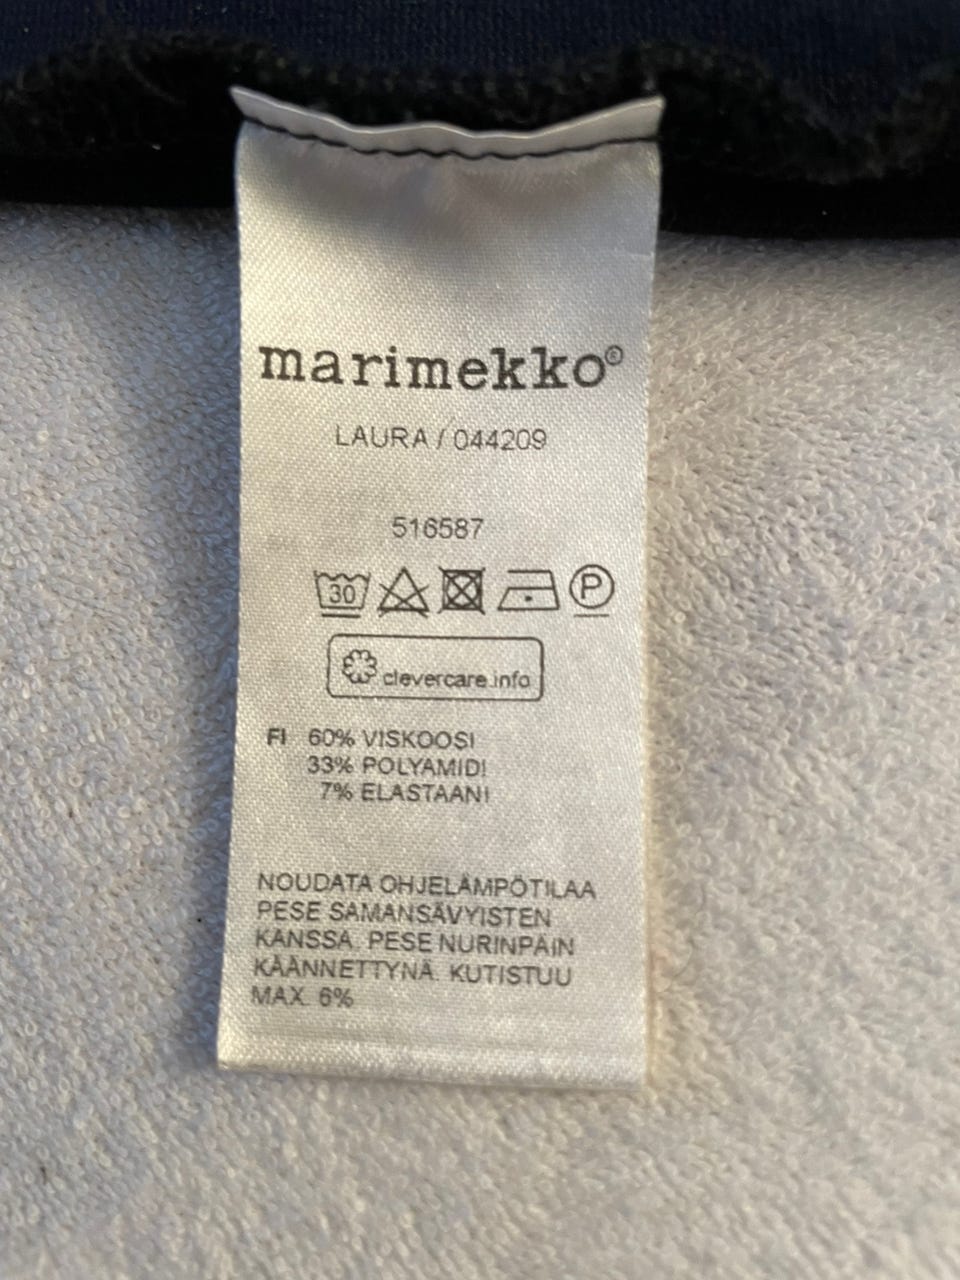 marimekko®
LAURA / 044209
516587
30 P
clevercare.info
FI 60% VISKOOSI
33% POLYAMIDI
7% ELASTAANI
NOUDATA OHJELÄMPÖTILAA
PESE SAMANSÄVYISTEN
KANSSA. PESE NURINPÄIN
KÄÄNNETTYNÄ. KUTISTUU
MAX. 6%